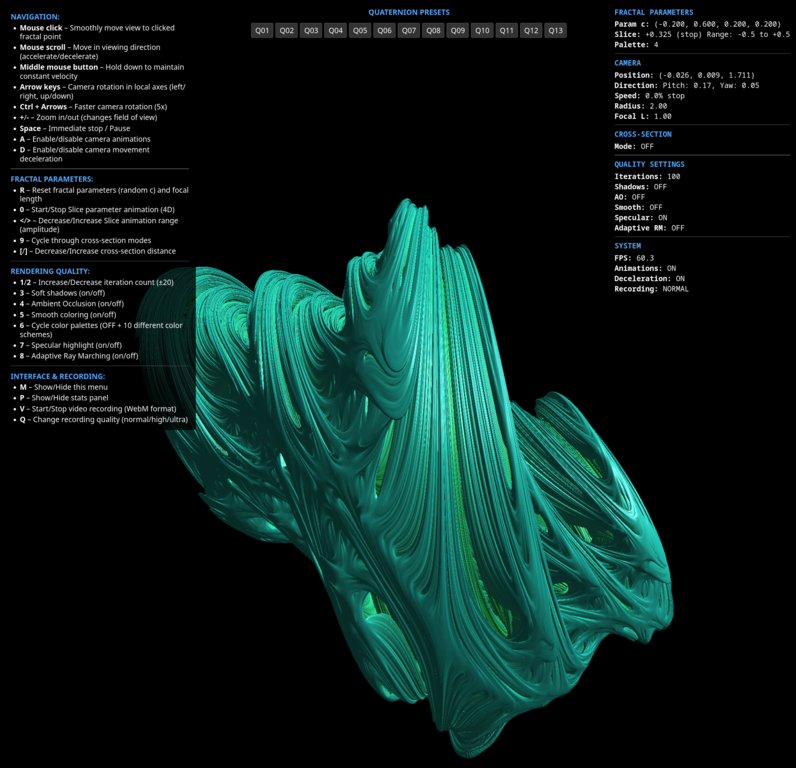 NAVIGATION:
• Mouse click – Smoothly move view to clicked
fractal point
• Mouse scroll – Move in viewing direction
(accelerate/decelerate)
• Middle mouse button – Hold down to maintain
constant velocity
• Arrow keys – Camera rotation in local axes (left/
right, up/down)
• Ctrl + Arrows – Faster camera rotation (5x)
• +/- – Zoom in/out (changes field of view)
• Space – Immediate stop / Pause
• A – Enable/disable camera animations
• D – Enable/disable camera movement
deceleration
FRACTAL PARAMETERS:
• R – Reset fractal parameters (random c) and focal
length
• 0 – Start/Stop Slice parameter animation (4D)
• </> – Decrease/Increase Slice animation range
(amplitude)
• 9 – Cycle through cross-section modes
• [/] – Decrease/Increase cross-section distance
RENDERING QUALITY:
• 1/2 – Increase/Decrease iteration count (±20)
• 3 – Soft shadows (on/off)
• 4 – Ambient Occlusion (on/off)
• 5 – Smooth coloring (on/off)
• 6 – Cycle color palettes (OFF + 10 different color
schemes)
• 7 – Specular highlight (on/off)
• 8 – Adaptive Ray Marching (on/off)
INTERFACE & RECORDING:
• M – Show/Hide this menu
• P – Show/Hide stats panel
• V – Start/Stop video recording (WebM format)
• Q – Change recording quality (normal/high/ultra)
QUATERNION PRESETS
Q01 Q02 Q03 Q04 Q05 Q06 Q07 Q08 Q09 Q10 Q11 Q12 Q13
FRACTAL PARAMETERS
Param c: (-0.200, 0.600, 0.200, 0.200)
Slice: +0.325 (stop) Range: -0.5 to +0.5
Palette: 4
CAMERA
Position: (-0.026, 0.009, 1.711)
Direction: Pitch: 0.17, Yaw: 0.05
Speed: 0.0% stop
Radius: 2.00
Focal L: 1.00
CROSS-SECTION
Mode: OFF
QUALITY SETTINGS
Iterations: 100
Shadows: OFF
AO: OFF
Smooth: OFF
Specular: ON
Adaptive RM: OFF
SYSTEM
FPS: 60.3
Animations: ON
Deceleration: ON
Recording: NORMAL